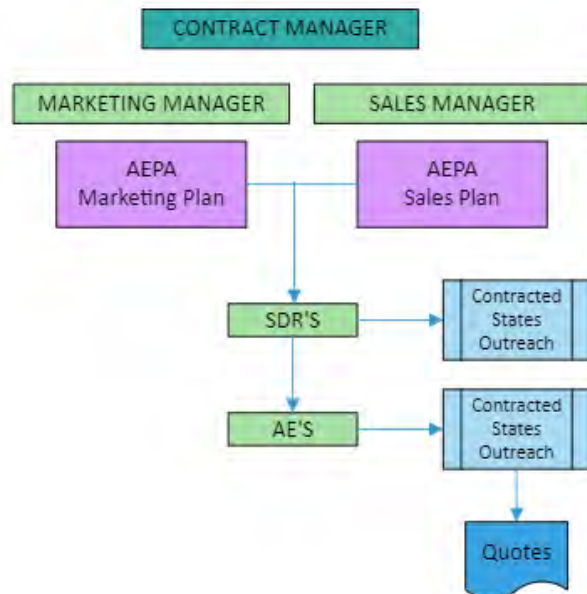 CONTRACT MANAGER
MARKETING MANAGER
SALES MANAGER
AEPA
Marketing Plan
AEPA
Sales Plan
SDR'S
Contracted
States
Outreach
AE'S
Contracted
States
Outreach
Quotes